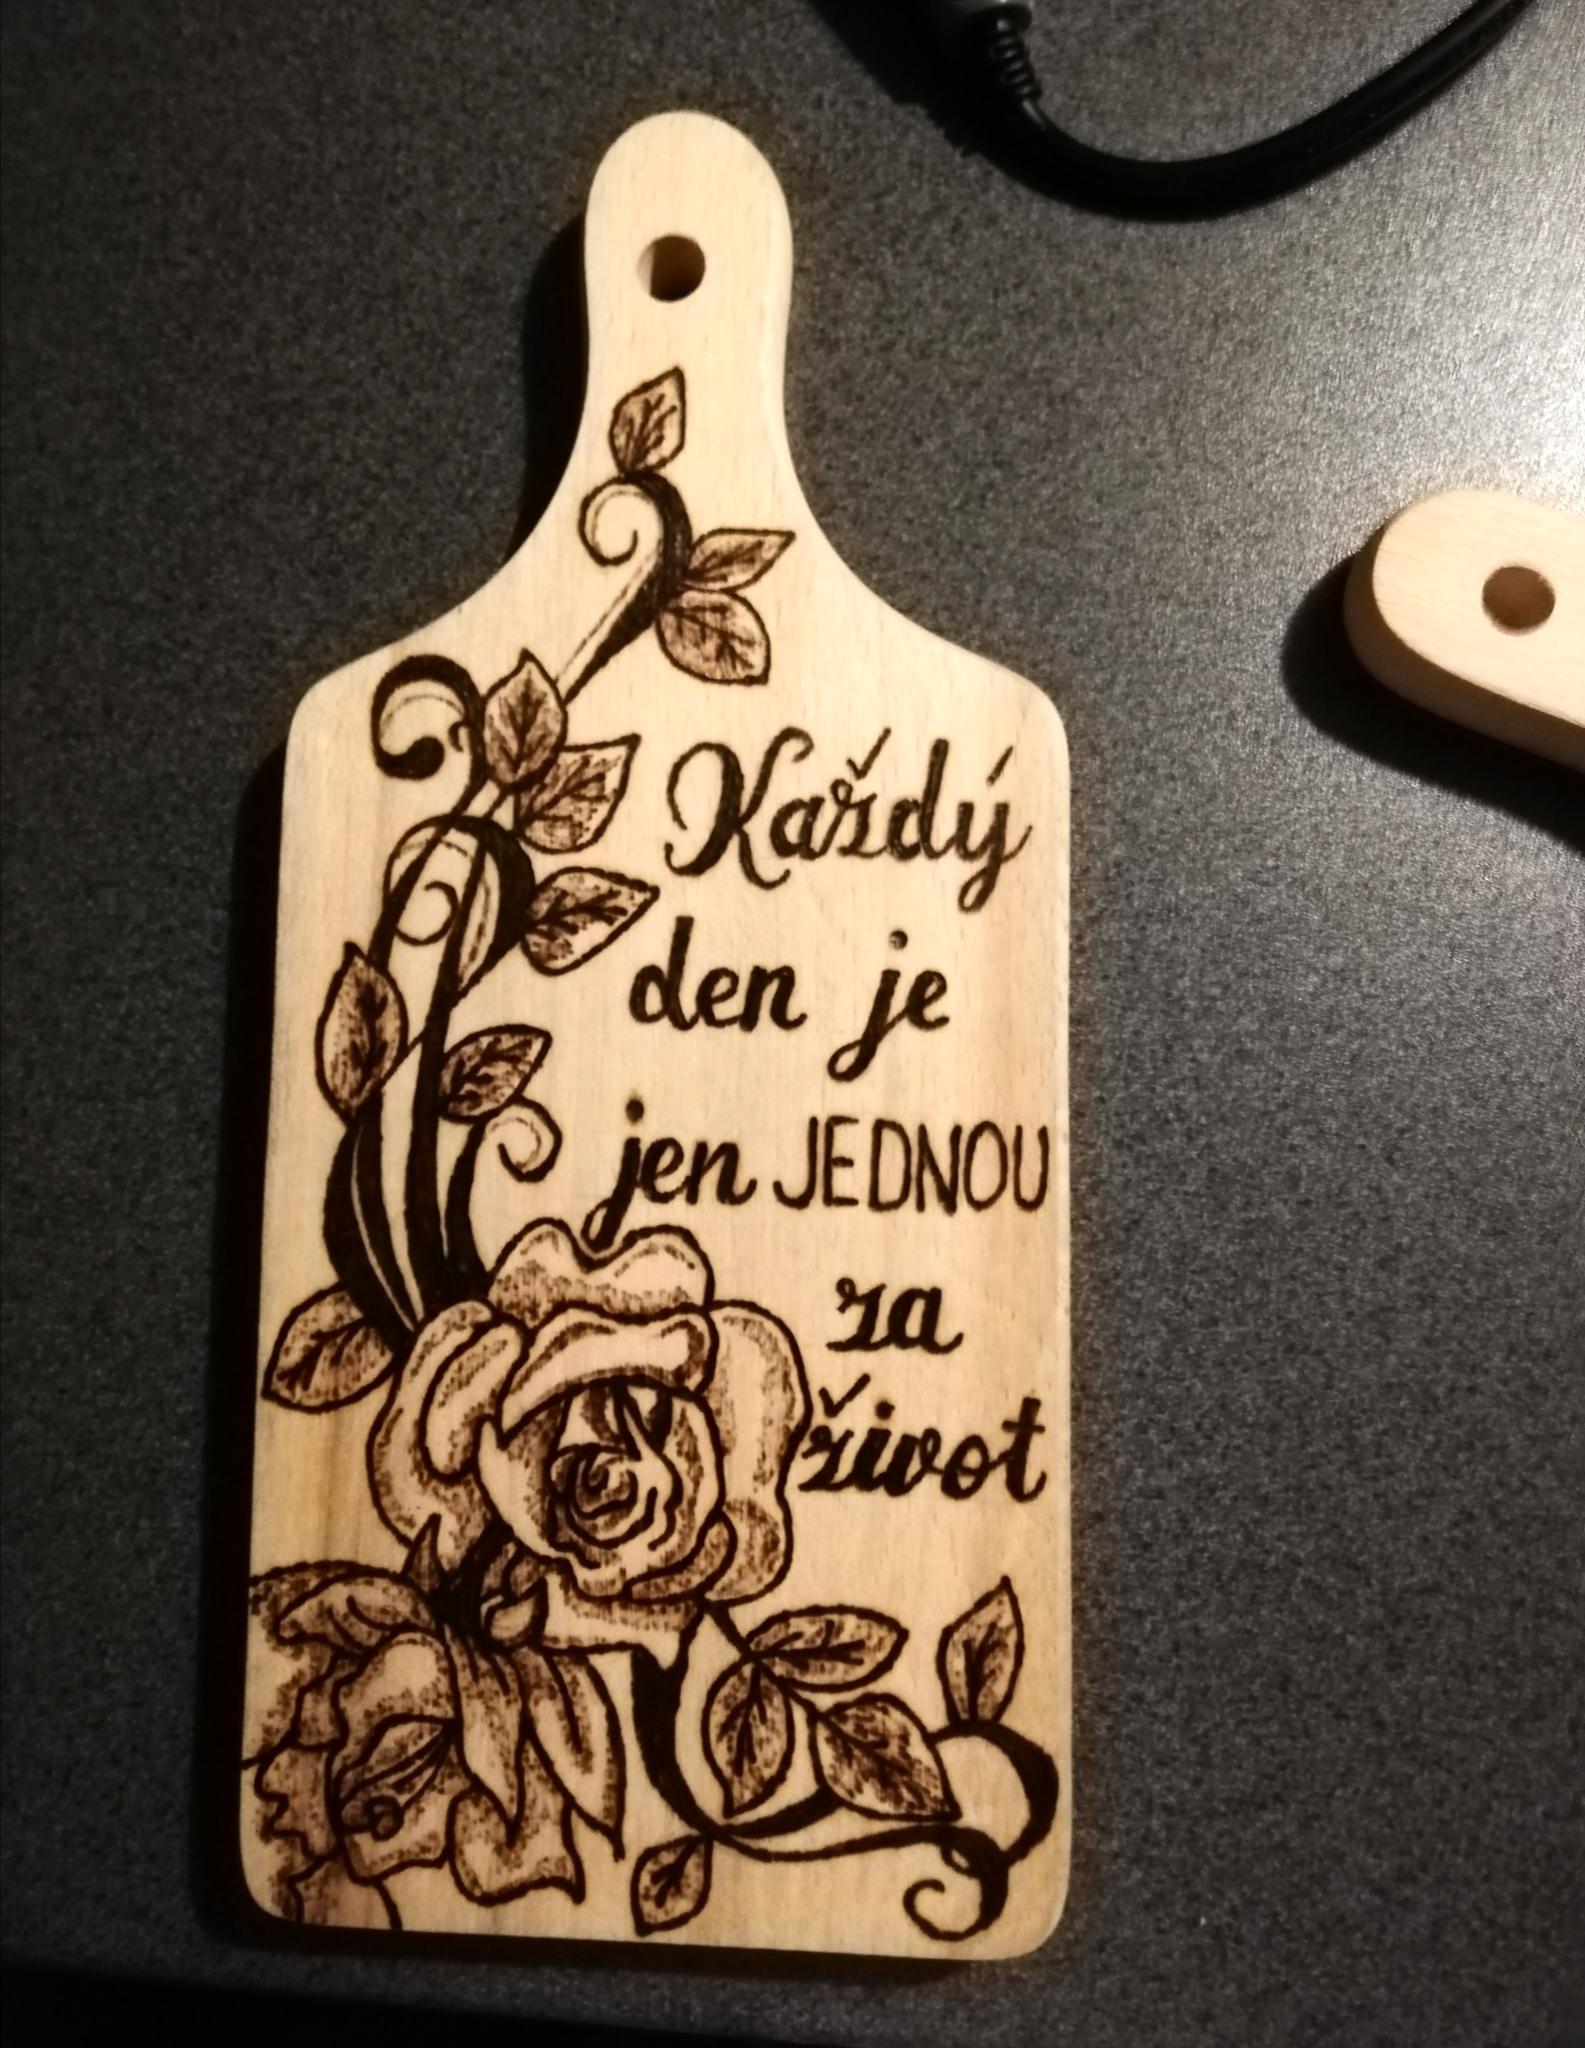 Každý
den je
jen JEDNOU
za
život